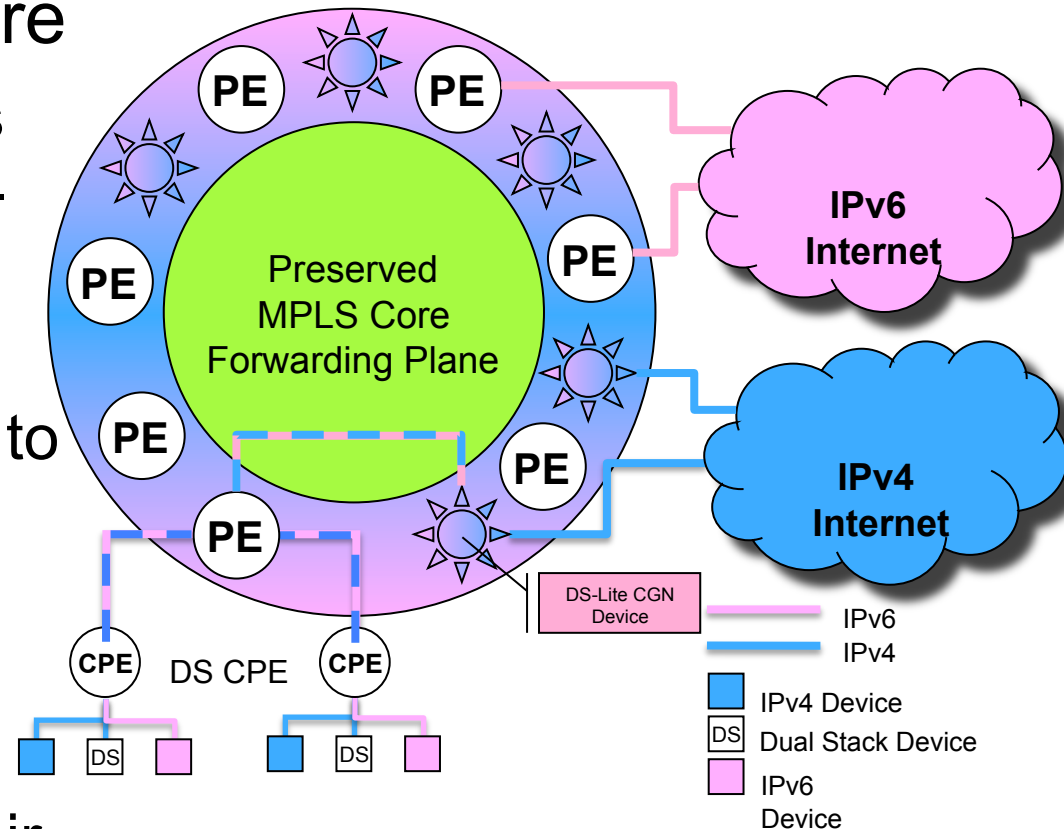 re
s
.
to
ir
PE
PE
PE
PE
PE
PE
PE
Preserved
MPLS Core
Forwarding Plane
IPv6
Internet
IPv4
Internet
DS-Lite CGN
Device
CPE
DS CPE
CPE
DS
DS
IPv6
IPv4
IPv4 Device
DS
Dual Stack Device
IPv6
Device